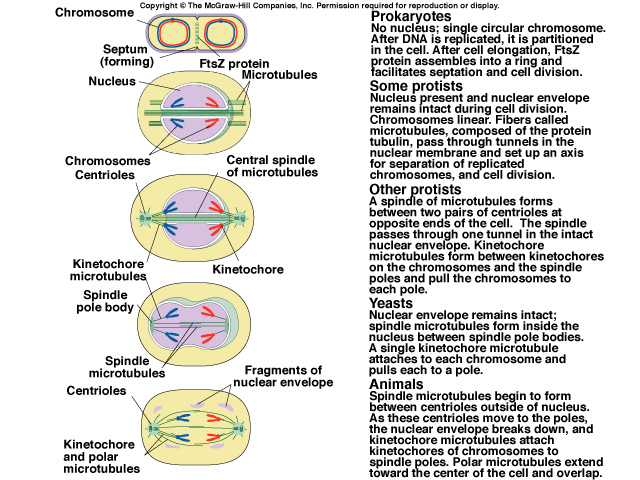 Copyright © The McGraw-Hill Companies, Inc. Permission required for reproduction or display.
Chromosome
Septum
(forming)
FtsZ protein
Prokaryotes
No nucleus; single circular chromosome.
After DNA is replicated, it is partitioned
in the cell. After cell elongation, FtsZ
protein assembles into a ring and
facilitates septation and cell division.
Nucleus
Microtubules
Chromosomes
Some protists
Nucleus present and nuclear envelope
remains intact during cell division.
Chromosomes linear. Fibers called
microtubules, composed of the protein
tubulin, pass through tunnels in the
nuclear membrane and set up an axis
for separation of replicated
chromosomes, and cell division.
Centrioles
Central spindle
of microtubules
Kinetochore
microtubules
Kinetochore
Other protists
A spindle of microtubules forms
between two pairs of centrioles at
opposite ends of the cell. The spindle
passes through one tunnel in the intact
nuclear envelope. Kinetochore
microtubules form between kinetochores
on the chromosomes and the spindle
poles and pull the chromosomes to
each pole.
Spindle
pole body
Spindle
microtubules
Yeasts
Nuclear envelope remains intact;
spindle microtubules form inside the
nucleus between spindle pole bodies.
A single kinetochore microtubule
attaches to each chromosome and
pulls each to a pole.
Fragments of
nuclear envelope
Centrioles
Kinetochore
and polar
microtubules
Animals
Spindle microtubules begin to form
between centrioles outside of nucleus.
As these centrioles move to the poles,
the nuclear envelope breaks down, and
kinetochore microtubules attach
kinetochores of chromosomes to
spindle poles. Polar microtubules extend
toward the center of the cell and overlap.